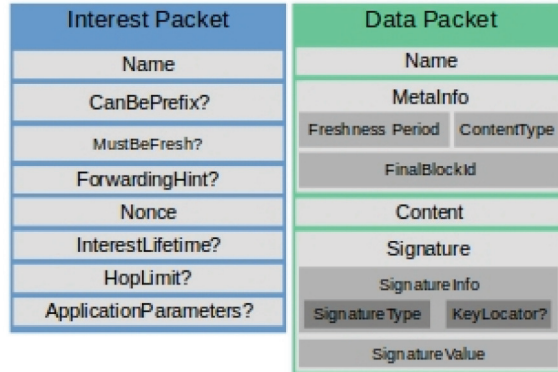 Interest Packet
Name
CanBePrefix?
MustBeFresh?
ForwardingHint?
Nonce
InterestLifetime?
HopLimit?
ApplicationParameters?
Data Packet
Name
MetaInfo
Freshness Period ContentType
FinalBlockId
Content
Signature
SignatureInfo
SignatureType KeyLocator?
SignatureValue